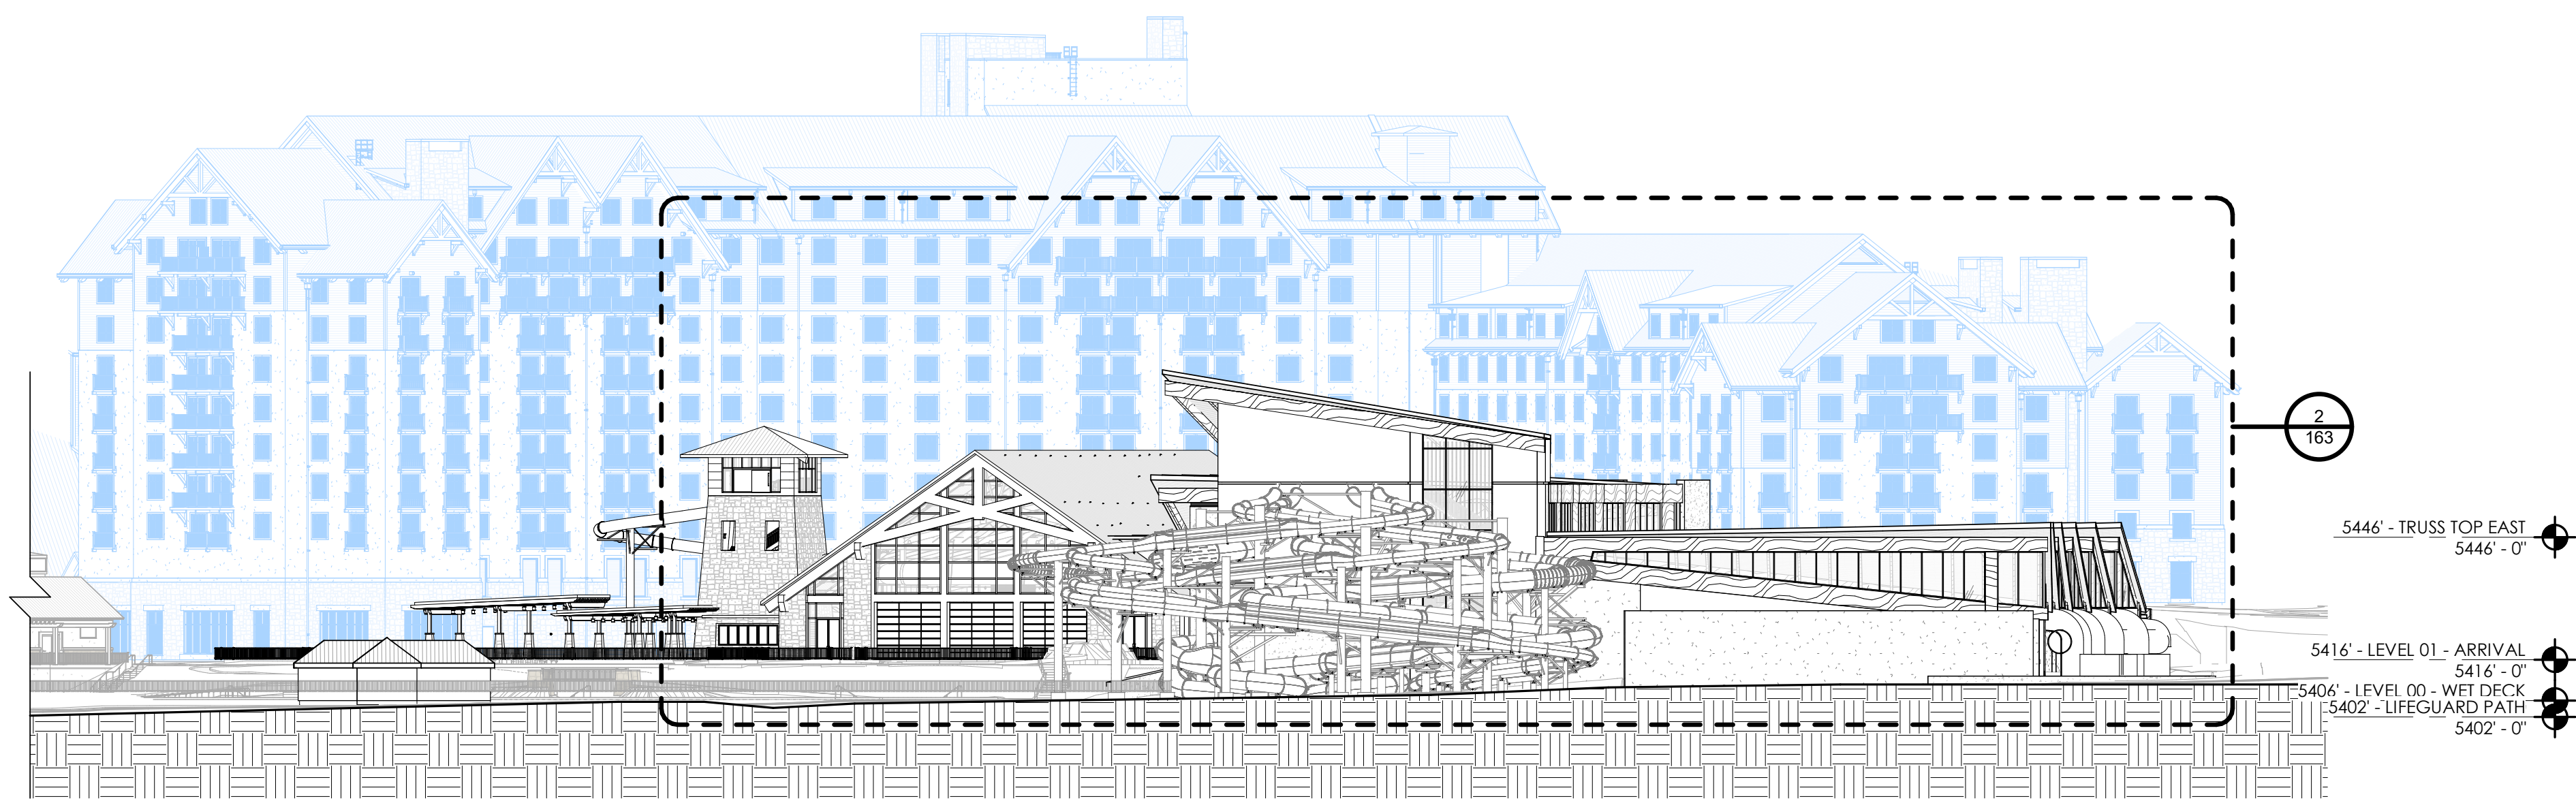 2
163
5446' - TRUSS TOP EAST
5446' - 0"
5416' - LEVEL 01 - ARRIVAL
5416' - 0"
5406' - LEVEL 00 - WET DECK
5402' - LIFEGUARD PATH
5402' - 0"